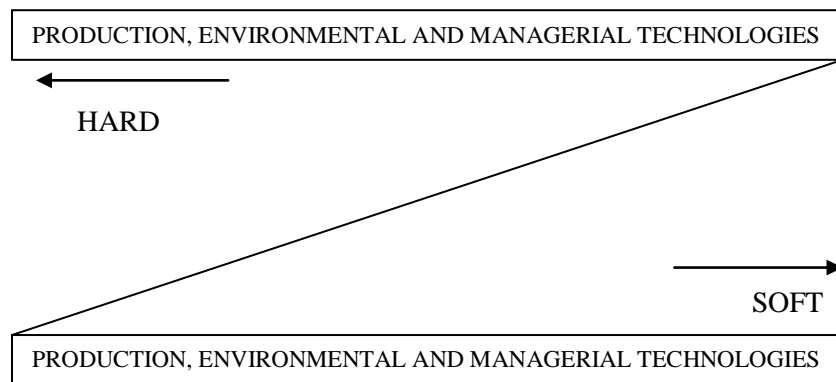 PRODUCTION, ENVIRONMENTAL AND MANAGERIAL TECHNOLOGIES
HARD
SOFT
PRODUCTION, ENVIRONMENTAL AND MANAGERIAL TECHNOLOGIES